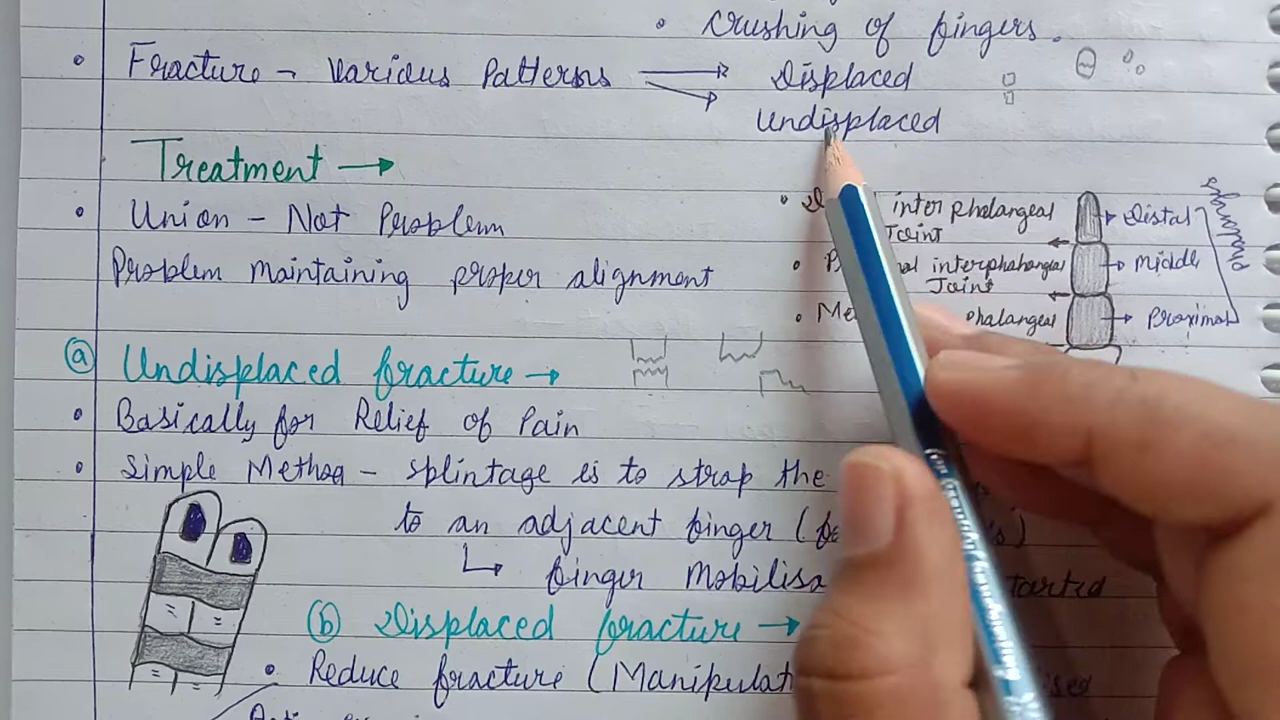 • Crushing of fingers.
• Fracture - Various Patterns → Displaced
→ Undisplaced
Treatment →
• Union - Not Problem
Problem maintaining proper alignment
• inter phalangeal Joint
• interphalangeal Joint
• phalangeal
Distal
Middle
Proximal
Phalynges
(a) Undisplaced fracture →
• Basically for Relief of Pain
• Simple Method - Splintage is to strap the
to an adjacent finger (
↳ finger
(b) Displaced fracture →
• Reduce fracture (